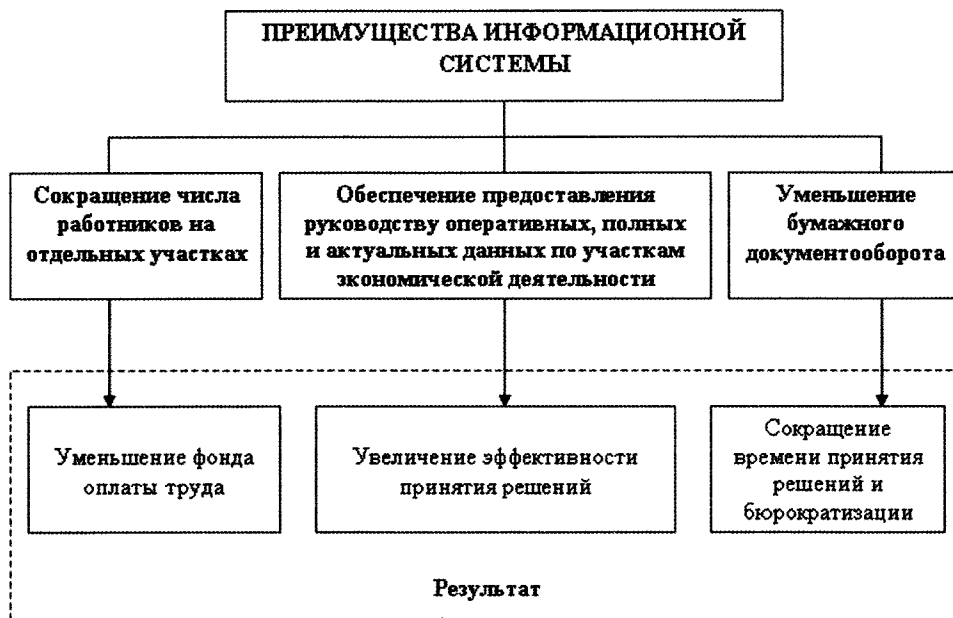 ПРЕИМУЩЕСТВА ИНФОРМАЦИОННОЙ
СИСТЕМЫ
Сокращение числа
работников на
отдельных участках
Обеспечение предоставления
руководству оперативных, полных
и актуальных данных по участкам
экономической деятельности
Уменьшение
бумажного
документооборота
Уменьшение фонда
оплаты труда
Увеличение эффективности
принятия решений
Сокращение
времени принятия
решений и
бюрократизации
Результат